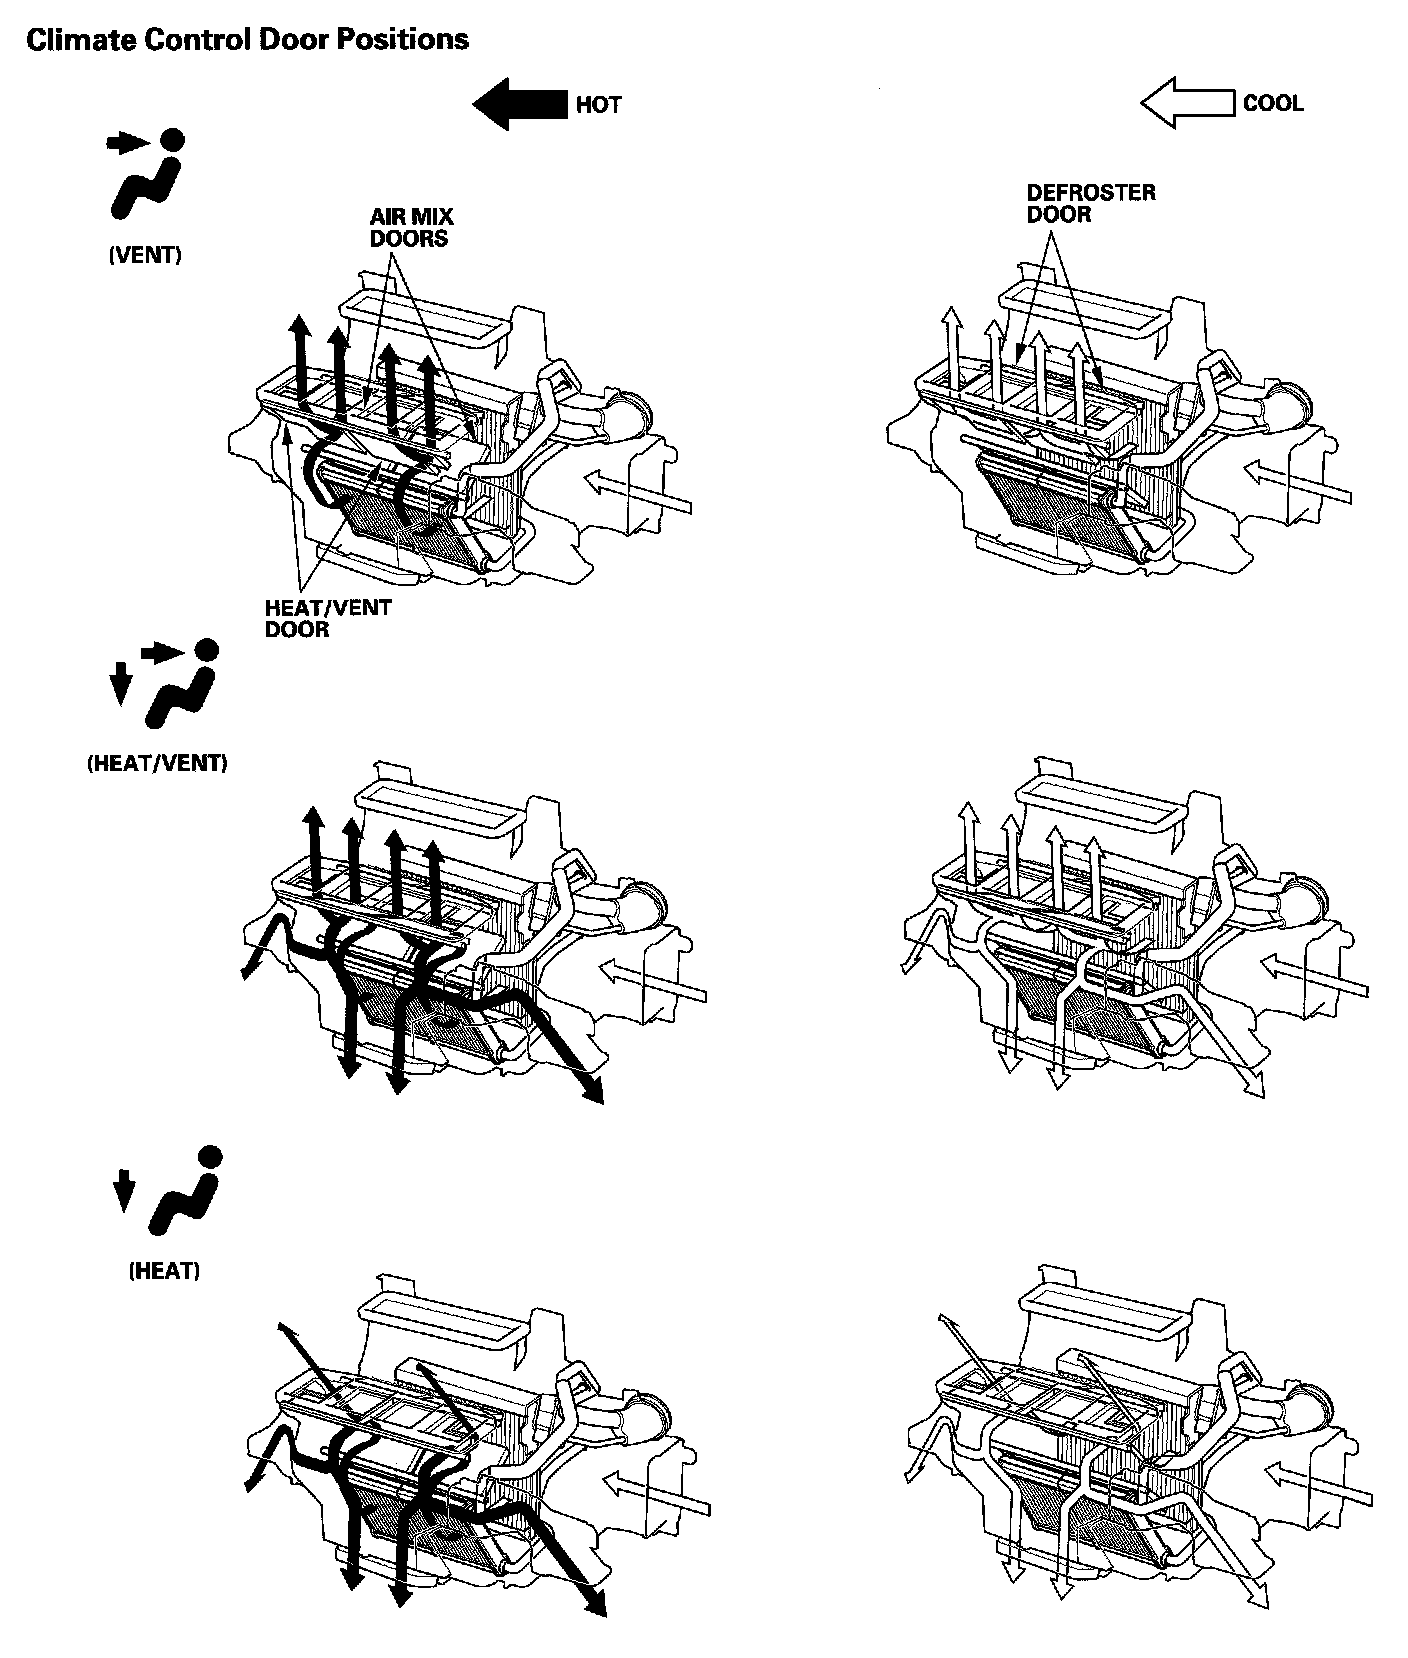 Climate Control Door Positions
HOT
COOL
(VENT)
AIR MIX
DOORS
DEFROSTER
DOOR
HEAT/VENT
DOOR
(HEAT/VENT)
(HEAT)